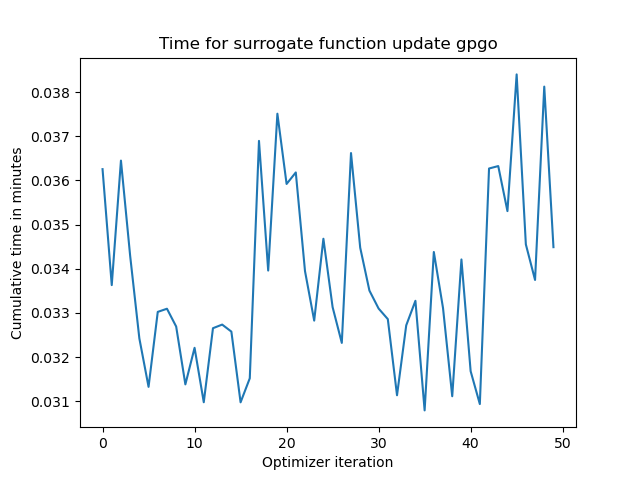 Time for surrogate function update gpgo
Cumulative time in minutes
0.038
0.037
0.036
0.035
0.034
0.033
0.032
0.031
0 10 20 30 40 50
Optimizer iteration